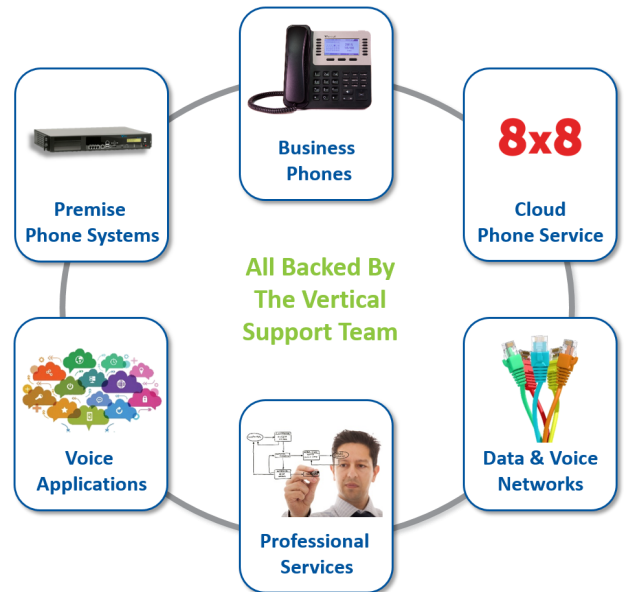 Business
Phones
8x8
Cloud
Phone Service
Premise
Phone Systems
All Backed By
The Vertical
Support Team
Voice
Applications
Data & Voice
Networks
Professional
Services